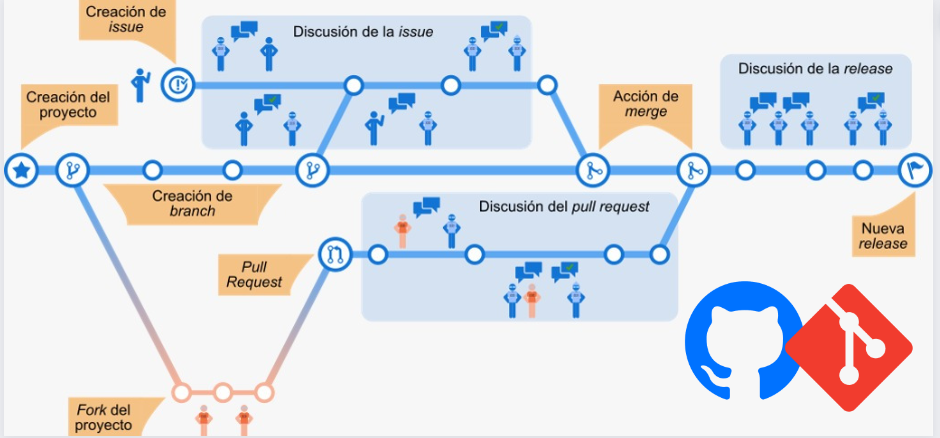 Creación de
issue
Discusión de la issue
Creación del
proyecto
Acción de
merge
Discusión de la release
Creación de
branch
Discusión del pull request
Pull
Request
Nueva
release
Fork del
proyecto